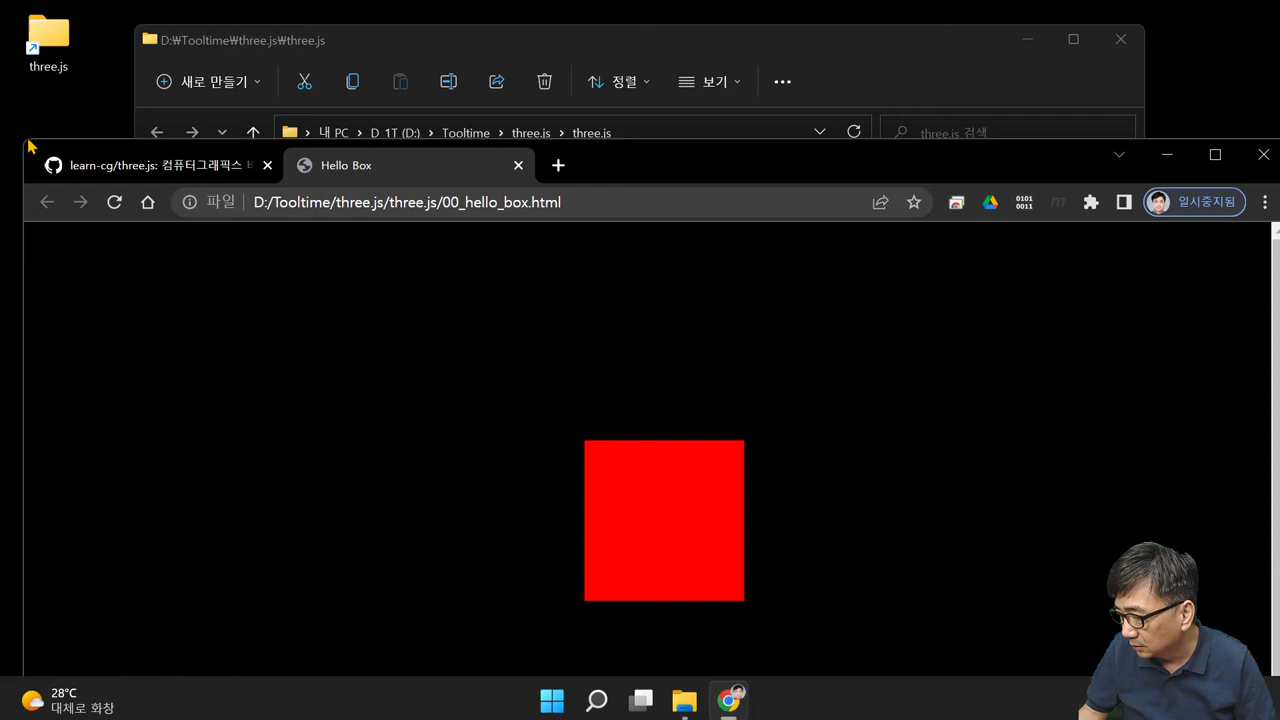 three.js
D:₩Tooltime₩three.js₩three.js
새로 만들기
정렬
보기
내 PC
D_1T (D:)
Tooltime
three.js
three.js
three.js 검색
learn-cg/three.js: 컴퓨터그래픽스
Hello Box
파일
D:/Tooltime/three.js/three.js/00_hello_box.html
0101
0011
m
일시중지됨
28°C
대체로 화창